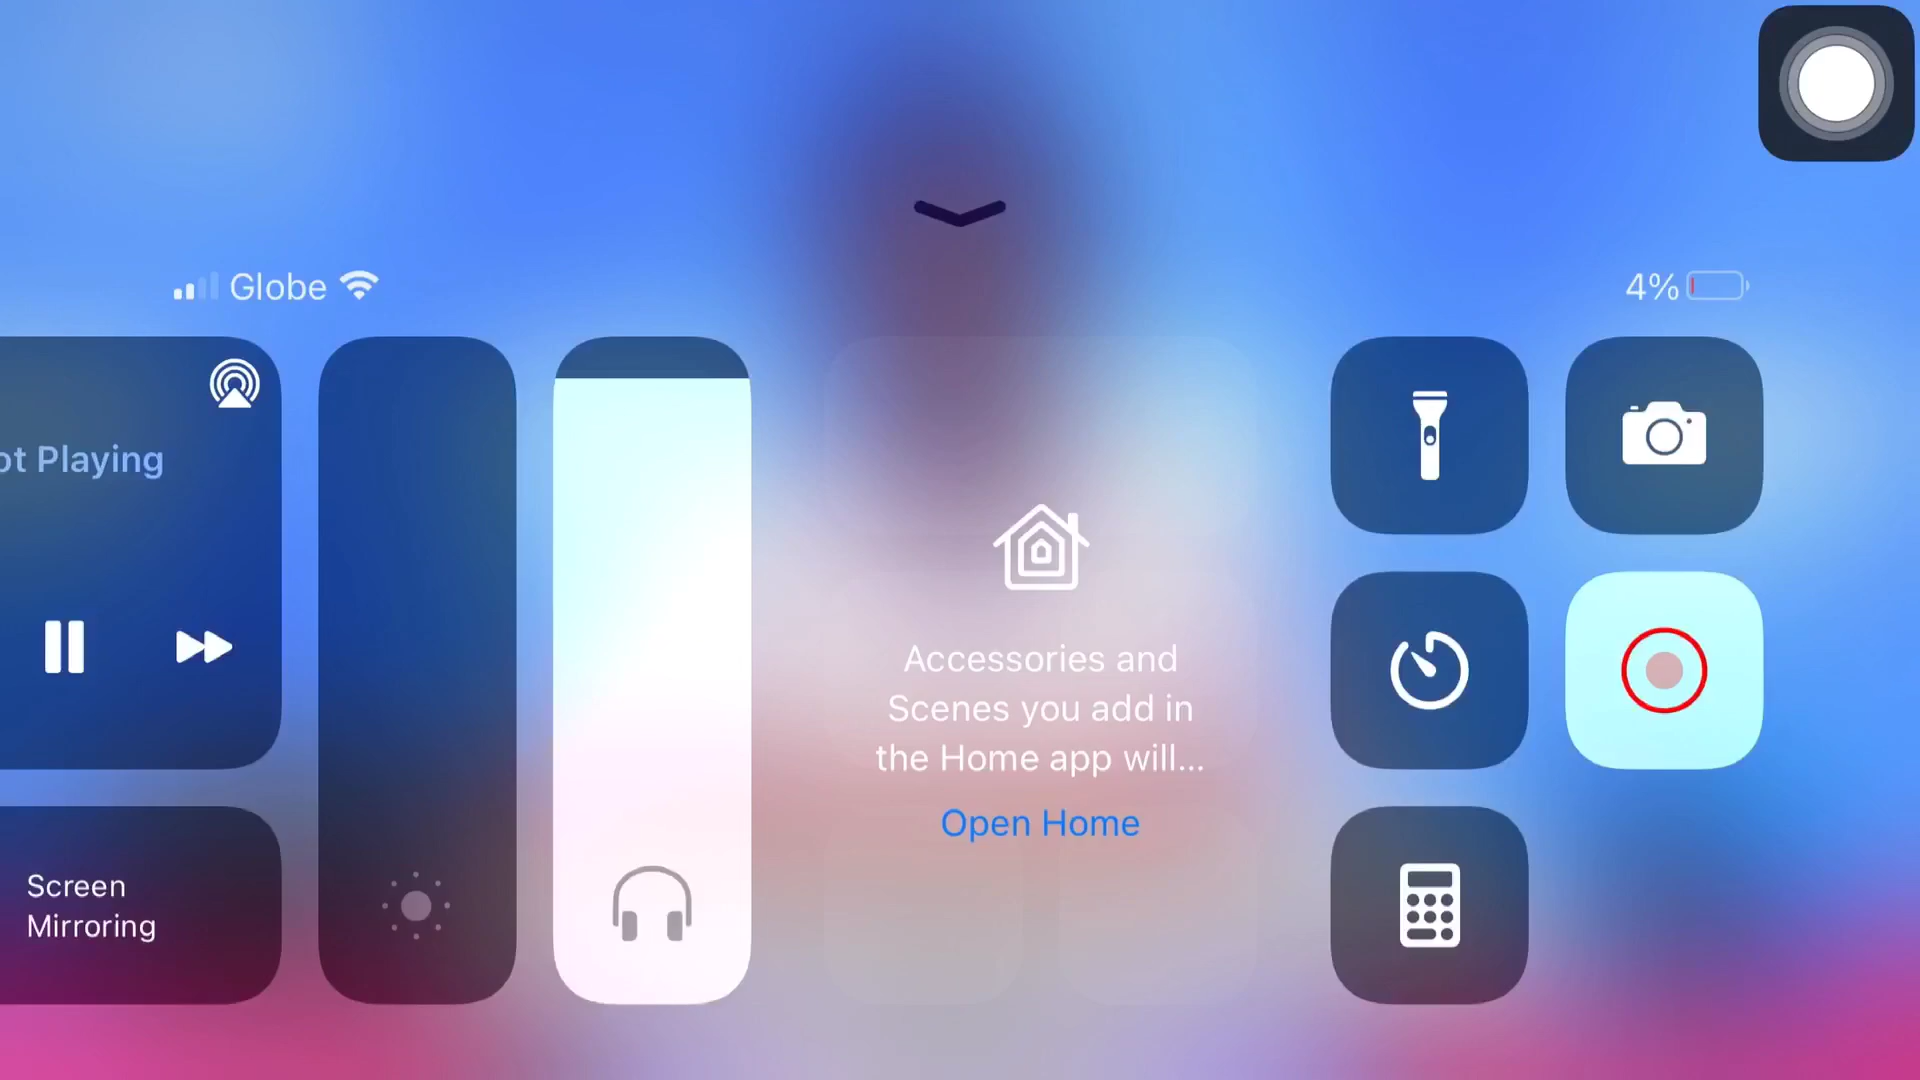 Globe
4%
ot Playing
Accessories and
Scenes you add in
the Home app will...
Open Home
Screen
Mirroring